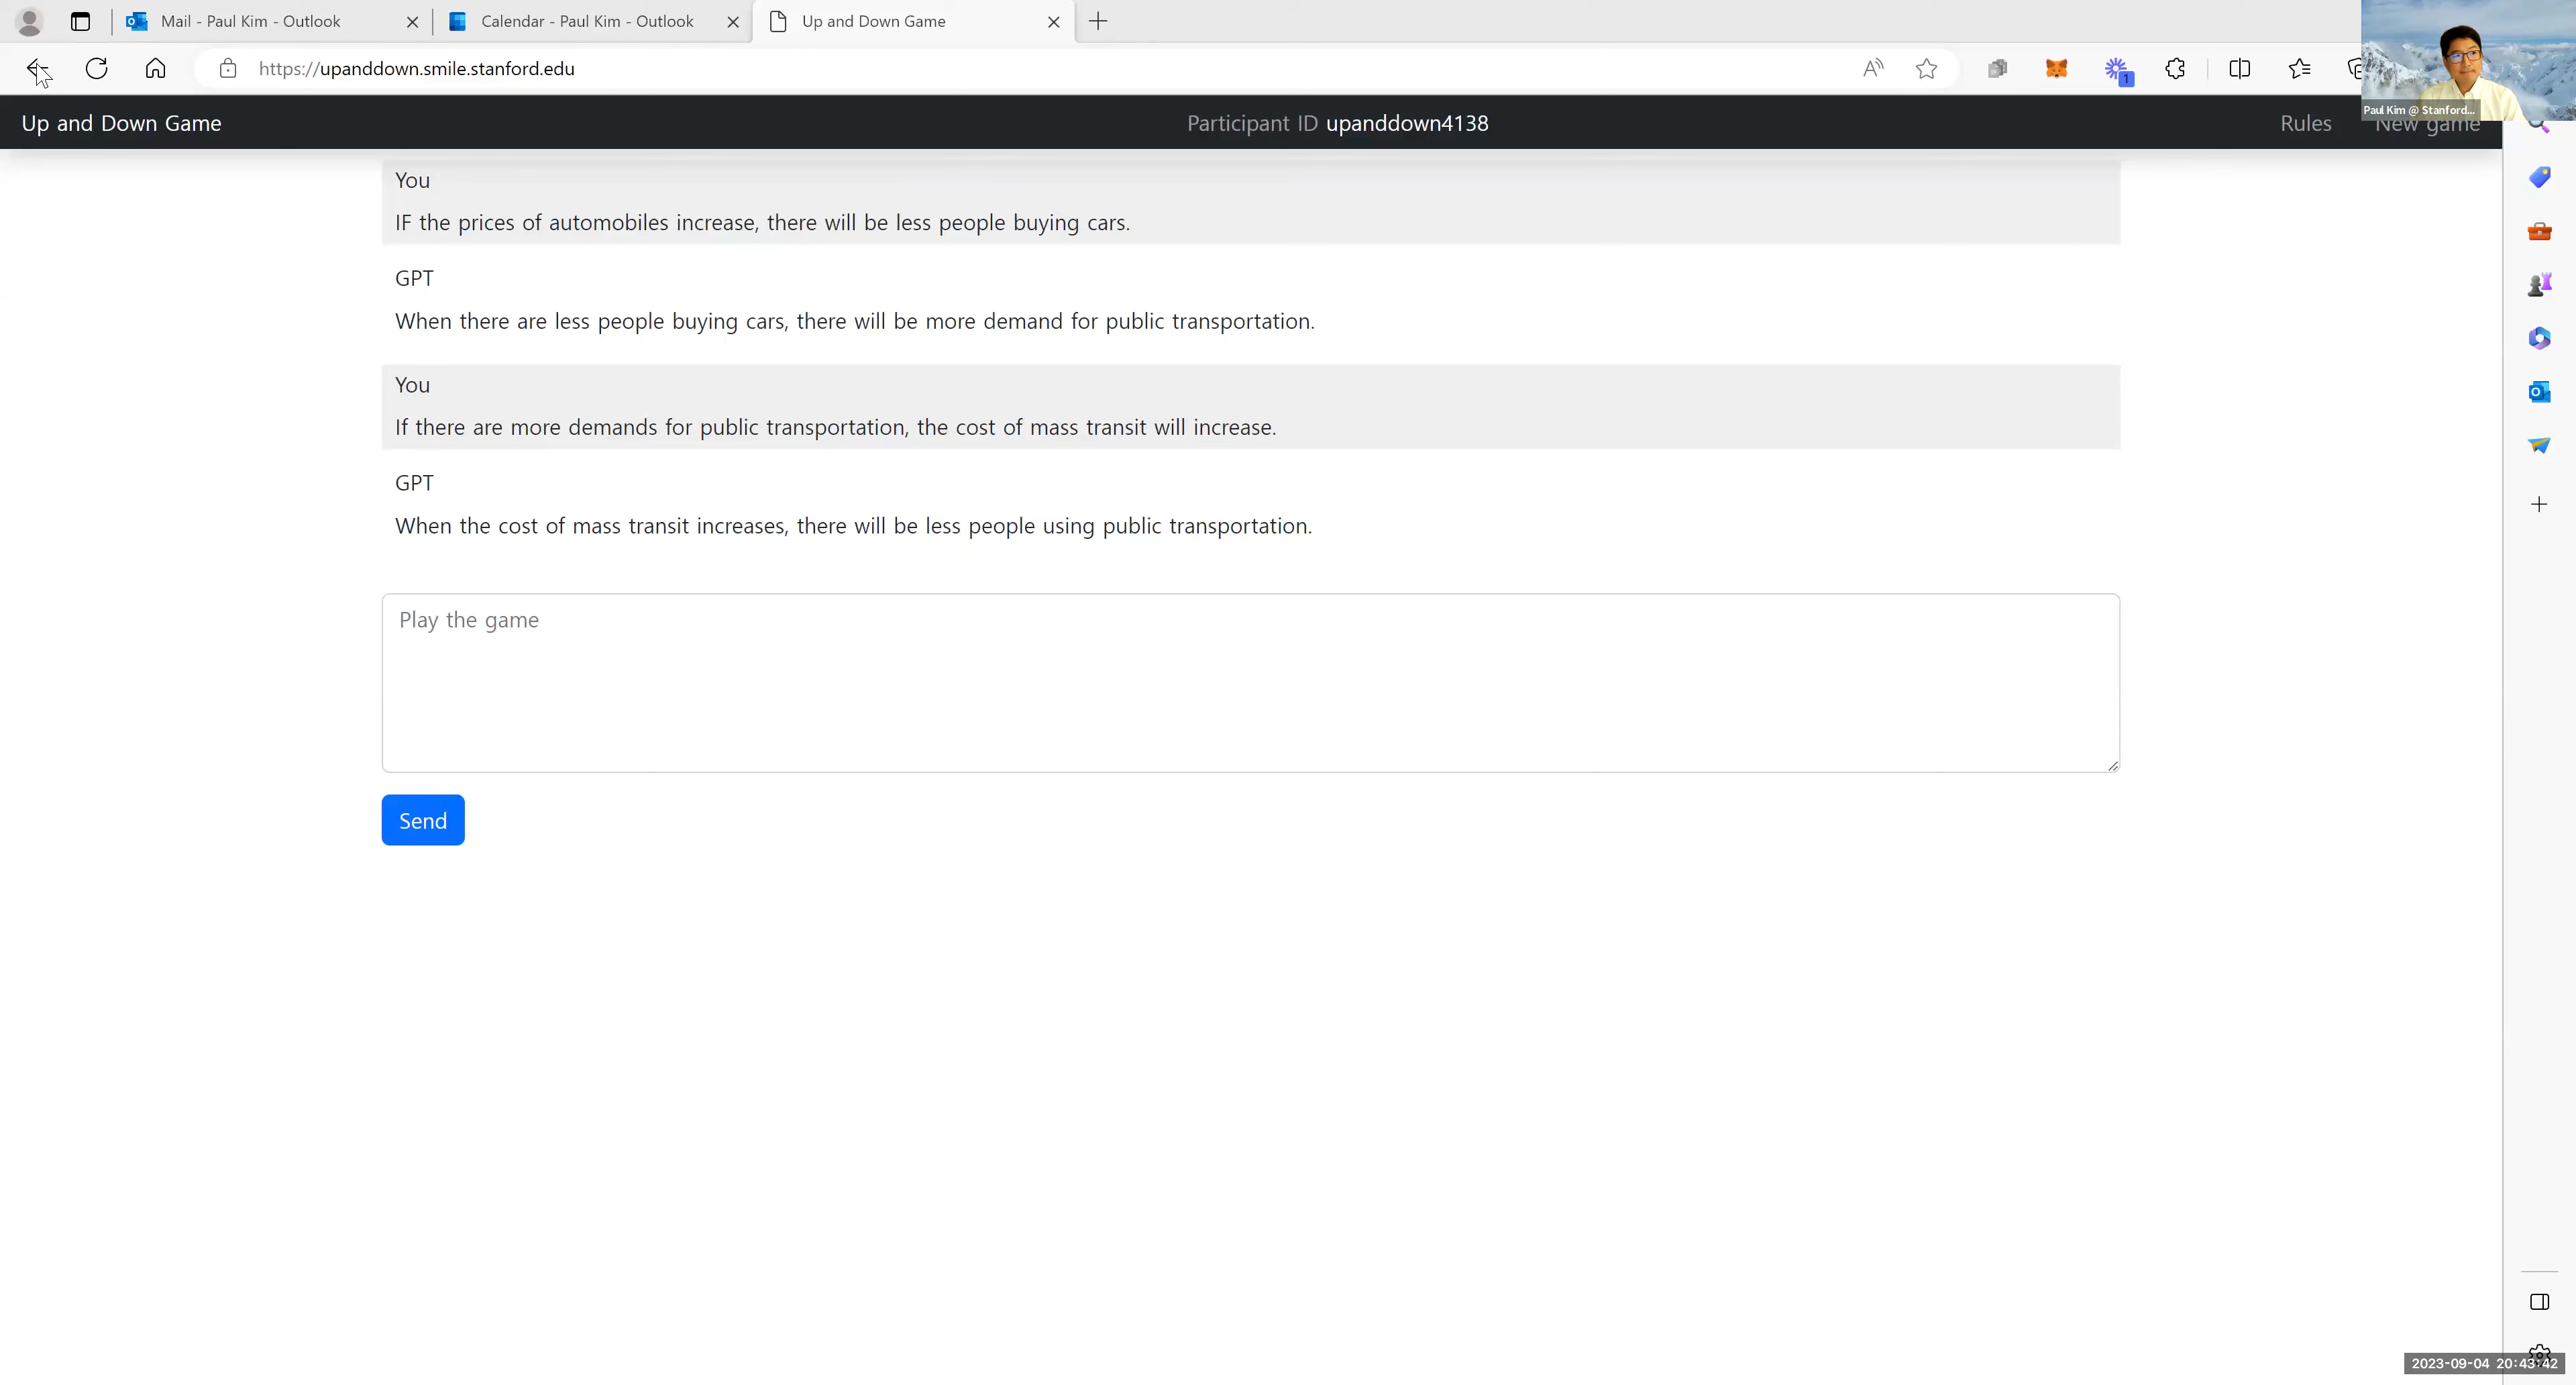 Mail - Paul Kim - Outlook
Calendar - Paul Kim - Outlook
Up and Down Game
https://upanddown.smile.stanford.edu
1
Paul Kim @ Stanford...
Up and Down Game
Participant ID upanddown4138
Rules
New game
You
IF the prices of automobiles increase, there will be less people buying cars.
GPT
When there are less people buying cars, there will be more demand for public transportation.
You
If there are more demands for public transportation, the cost of mass transit will increase.
GPT
When the cost of mass transit increases, there will be less people using public transportation.
Play the game
Send
2023-09-04 20:43:42